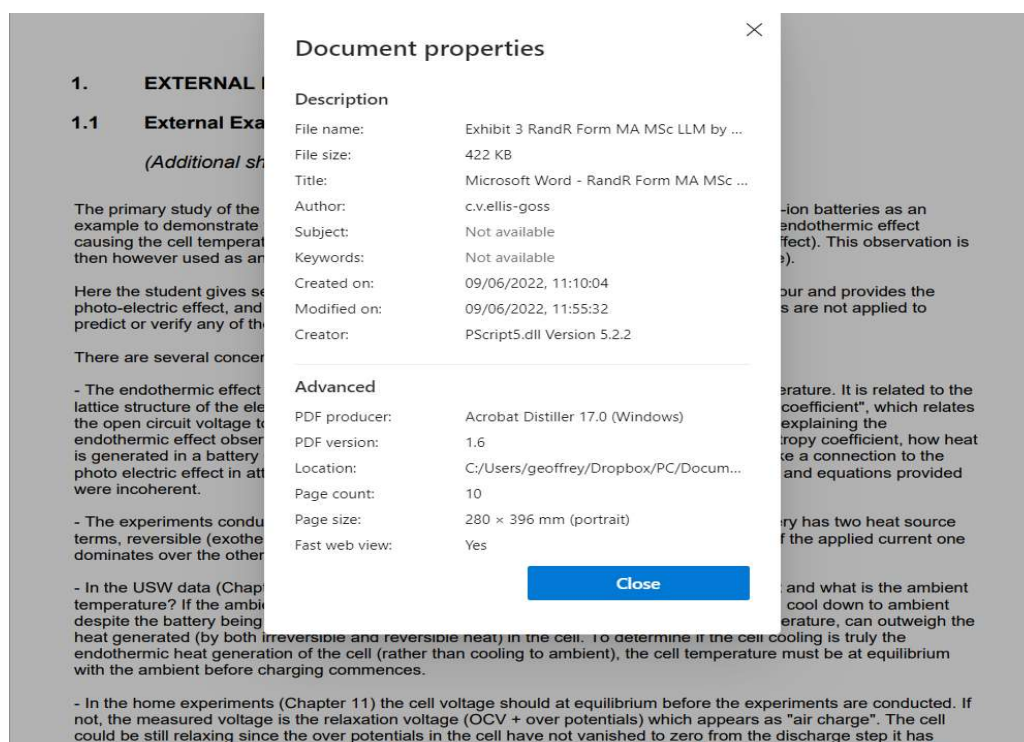 Document properties
Description
File name: Exhibit 3 RandR Form MA MSc LLM by ...
File size: 422 KB
Title: Microsoft Word - RandR Form MA MSc ...
Author: c.v.ellis-goss
Subject: Not available
Keywords: Not available
Created on: 09/06/2022, 11:10:04
Modified on: 09/06/2022, 11:55:32
Creator: PScript5.dll Version 5.2.2
Advanced
PDF producer: Acrobat Distiller 17.0 (Windows)
PDF version: 1.6
Location: C:/Users/geoffrey/Dropbox/PC/Docum...
Page count: 10
Page size: 280 × 396 mm (portrait)
Fast web view: Yes
Close
1. EXTERNAL
1.1 External Exa
(Additional sh
The primary study of the -ion batteries as an
example to demonstrate endothermic effect
causing the cell temperat ffect). This observation is
then however used as an ).
Here the student gives se our and provides the
photo-electric effect, and s are not applied to
predict or verify any of th
There are several concer
- The endothermic effect erature. It is related to the
lattice structure of the ele coefficient", which relates
the open circuit voltage to explaining the
endothermic effect obser ropy coefficient, how heat
is generated in a battery ke a connection to the
photo electric effect in att and equations provided
were incoherent.
- The experiments condu ry has two heat source
terms, reversible (exothe f the applied current one
dominates over the other
- In the USW data (Chapt and what is the ambient
temperature? If the ambie cool down to ambient
despite the battery being erature, can outweigh the
heat generated (by both irreversible and reversible heat) in the cell. To determine if the cell cooling is truly the
endothermic heat generation of the cell (rather than cooling to ambient), the cell temperature must be at equilibrium
with the ambient before charging commences.
- In the home experiments (Chapter 11) the cell voltage should at equilibrium before the experiments are conducted. If
not, the measured voltage is the relaxation voltage (OCV + over potentials) which appears as "air charge". The cell
could be still relaxing since the over potentials in the cell have not vanished to zero from the discharge step it has